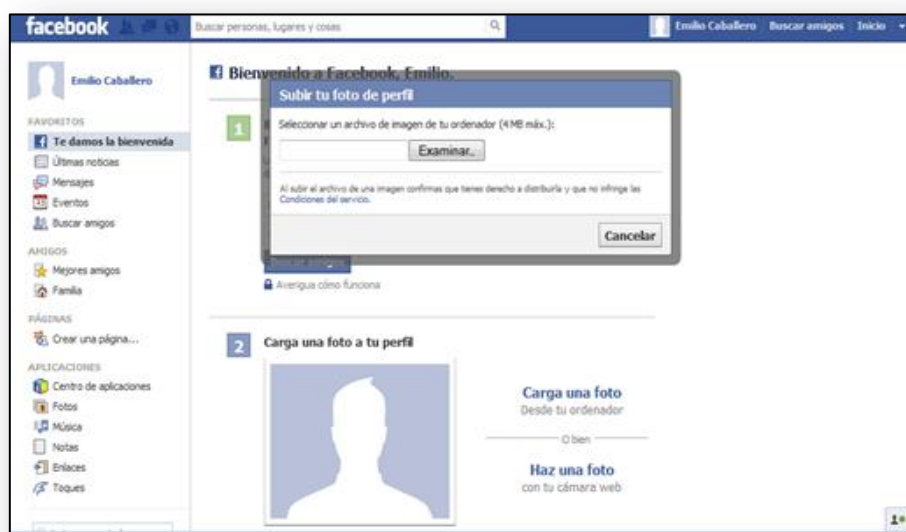 facebook
Buscar personas, lugares y cosas
Emilio Caballero Buscar amigos Inicio
Emilio Caballero
FAVORITOS
Te damos la bienvenida
Últimas noticias
Mensajes
Eventos
Buscar amigos
AMIGOS
Mejores amigos
Familia
PÁGINAS
Crear una página...
APLICACIONES
Centro de aplicaciones
Fotos
Música
Notas
Enlaces
Toques
Bienvenido a Facebook, Emilio.
1
Subir tu foto de perfil
Seleccionar un archivo de imagen de tu ordenador (4 MB máx.):
Examinar..
Al subir el archivo de una imagen confirmas que tienes derecho a distribuirla y que no infringe las
Condiciones del servicio.
Cancelar
Buscar amigos
Averigua cómo funciona
2
Carga una foto a tu perfil
Carga una foto
Desde tu ordenador
O bien
Haz una foto
con tu cámara web
1